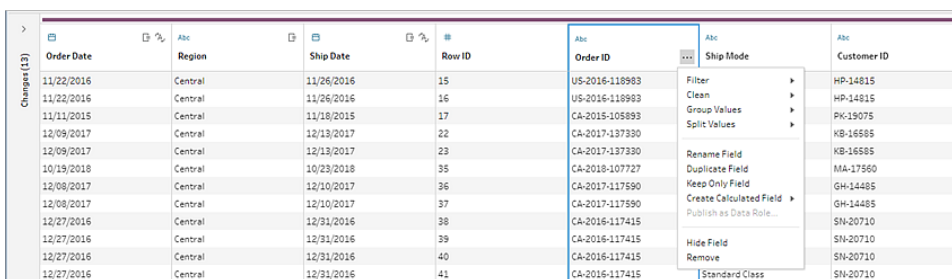 Changes (13)
Abc Abc Abc Abc
Order Date Region Ship Date # Row ID Order ID ... Ship Mode Customer ID
11/22/2016 Central 11/26/2016 15 US-2016-118983 Filter HP-14815
11/22/2016 Central 11/26/2016 16 US-2016-118983 Clean HP-14815
11/11/2015 Central 11/18/2015 17 CA-2015-105893 Group Values PK-19075
12/09/2017 Central 12/13/2017 22 CA-2017-137330 Split Values KB-16585
12/09/2017 Central 12/13/2017 23 CA-2017-137330 Rename Field KB-16585
10/19/2018 Central 10/23/2018 35 CA-2018-107727 Duplicate Field MA-17560
12/08/2017 Central 12/10/2017 36 CA-2017-117590 Keep Only Field GH-14485
12/08/2017 Central 12/10/2017 37 CA-2017-117590 Create Calculated Field GH-14485
12/27/2016 Central 12/31/2016 38 CA-2016-117415 Publish as Data Role... SN-20710
12/27/2016 Central 12/31/2016 39 CA-2016-117415 Hide Field SN-20710
12/27/2016 Central 12/31/2016 40 CA-2016-117415 Remove SN-20710
12/27/2016 Central 12/31/2016 41 CA-2016-117415 Standard Class SN-20710